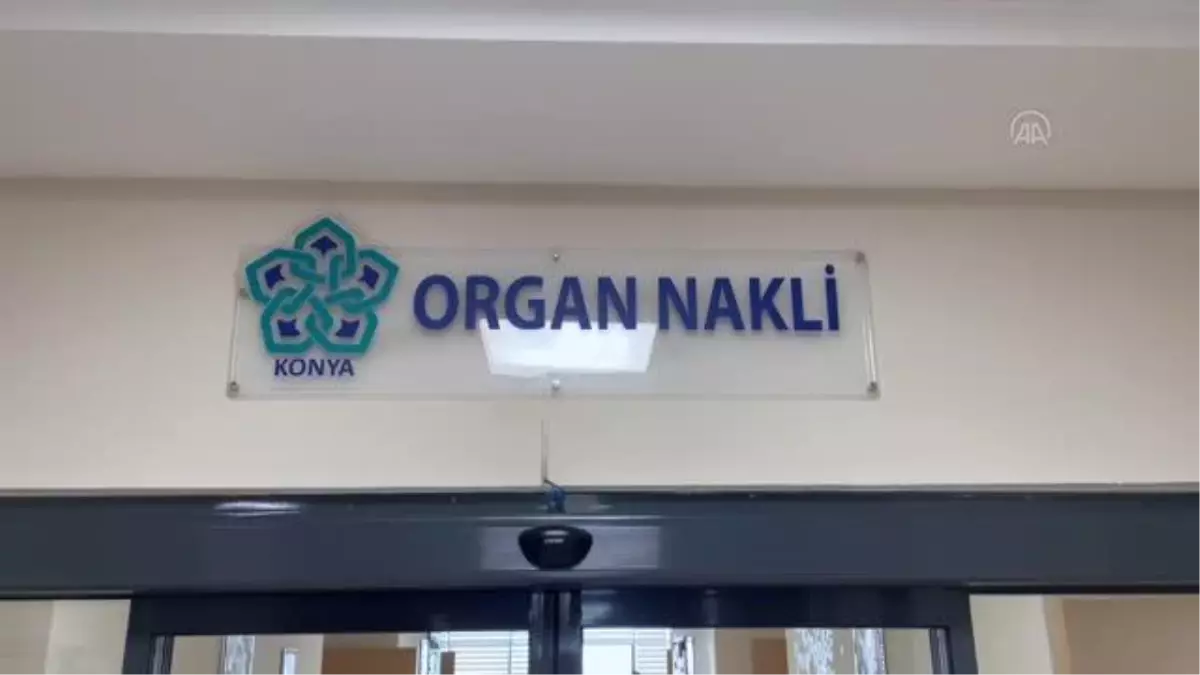 AA
ORGAN NAKLİ
KONYA